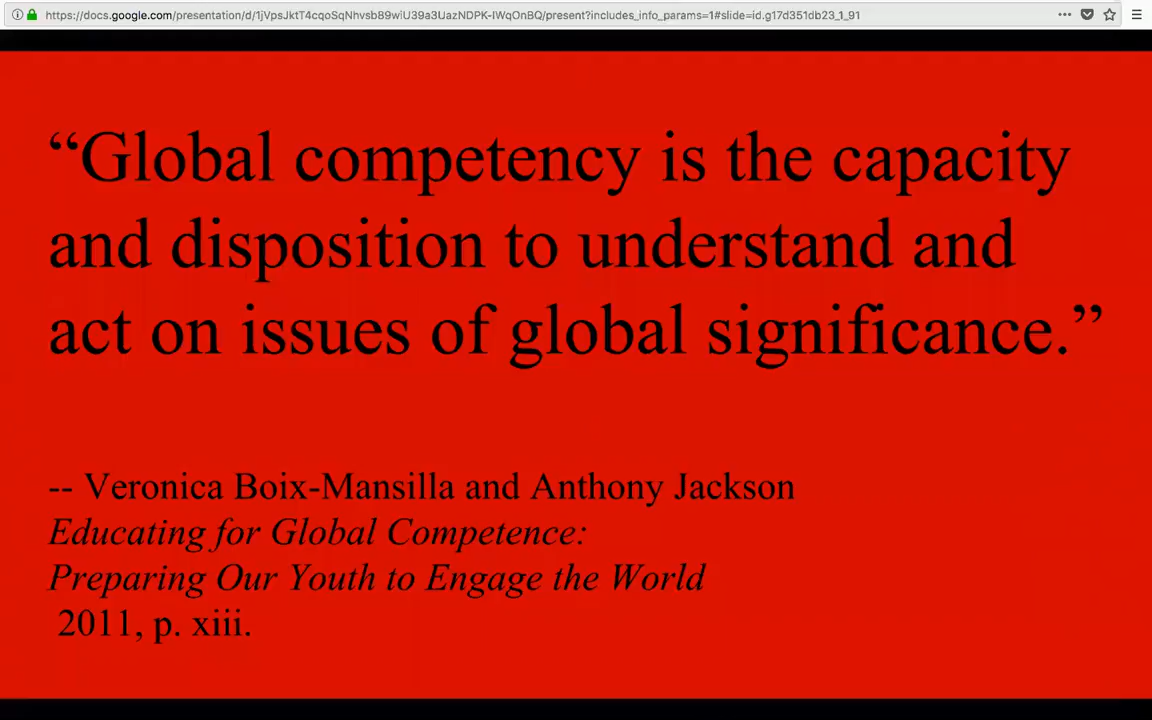 https://docs.google.com/presentation/d/1jVpsJktT4cqoSqNhvsb89wiU39a3UazNDPK-IWqOnBQ/present?includes_info_params=1#slide=id.g17d351db23_1_91
“Global competency is the capacity
and disposition to understand and
act on issues of global significance.”
-- Veronica Boix-Mansilla and Anthony Jackson
Educating for Global Competence:
Preparing Our Youth to Engage the World
2011, p. xiii.